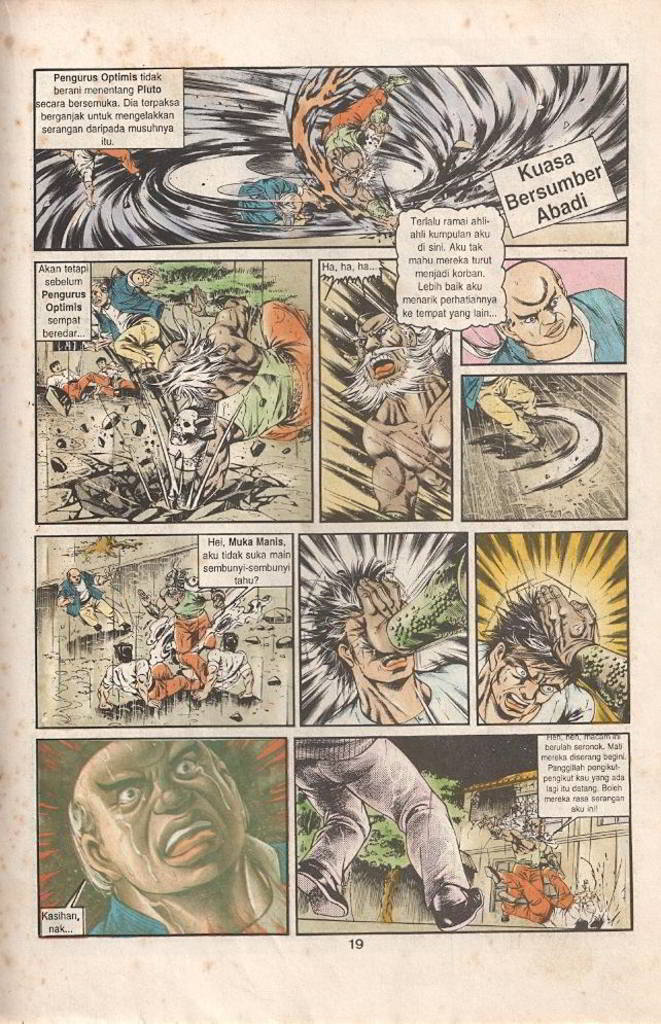 Pengurus Optimis tidak
berani menentang Pluto
secara bersemuka. Dia terpaksa
berganjak untuk mengelakkan
serangan daripada musuhnya
itu.
Kuasa
Bersumber
Abadi
Akan tetapi
sebelum
Pengurus
Optimis
sempat
beredar...
Ha, ha, ha...
Terlalu ramai ahli-
ahli kumpulan aku
di sini. Aku tak
mahu mereka turut
menjadi korban.
Lebih baik aku
menarik perhatiannya
ke tempat yang lain...
Hei, Muka Manis,
aku tidak suka main
sembunyi-sembunyi
tahu?
Kasihan,
nak...
Heh, heh, macam ini
berulah seronok. Mati
mereka diserang begini.
Panggillah pengikut-
pengikut kau yang ada
lagi itu datang. Boleh
mereka rasa serangan
aku ini!
19